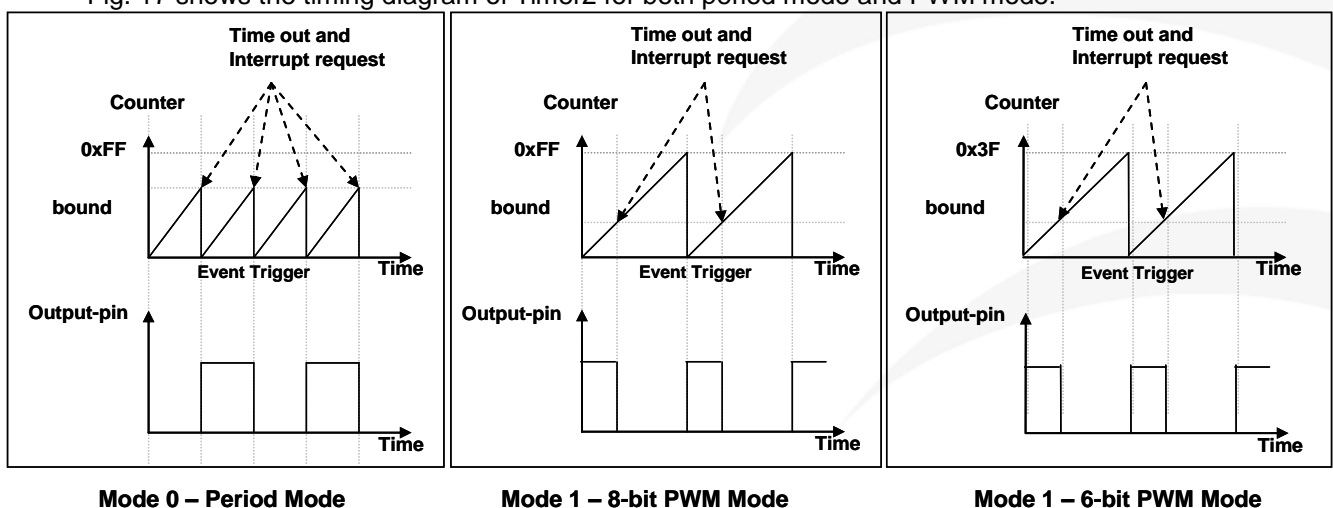 Fig. 17 shows the timing diagram of Timer2 for both period mode and PWM mode.
Time out and
Interrupt request
Counter
0xFF
bound
Event Trigger
Time
Output-pin
Time
Mode 0 – Period Mode
Time out and
Interrupt request
Counter
0xFF
bound
Event Trigger
Time
Output-pin
Time
Mode 1 – 8-bit PWM Mode
Time out and
Interrupt request
Counter
0x3F
bound
Event Trigger
Time
Output-pin
Time
Mode 1 – 6-bit PWM Mode